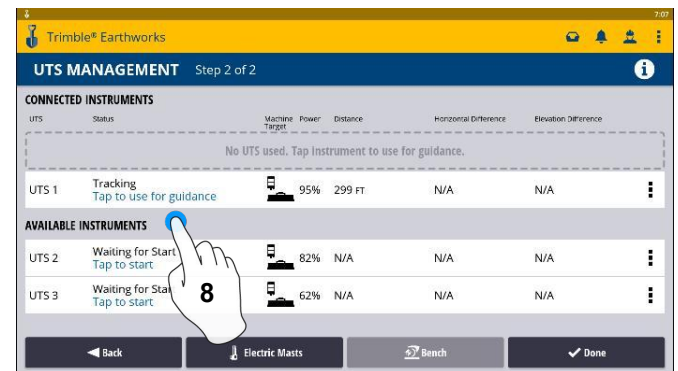 7:07
Trimble® Earthworks
UTS MANAGEMENT Step 2 of 2
CONNECTED INSTRUMENTS
UTS Status Machine Target Power Distance Horizontal Difference Elevation Difference
No UTS used. Tap instrument to use for guidance.
UTS 1 Tracking 95% 299 FT N/A N/A
Tap to use for guidance
AVAILABLE INSTRUMENTS
UTS 2 Waiting for Start 82% N/A N/A N/A
Tap to start
UTS 3 Waiting for Star 62% N/A N/A N/A
Tap to start
8
Back Electric Masts Bench Done